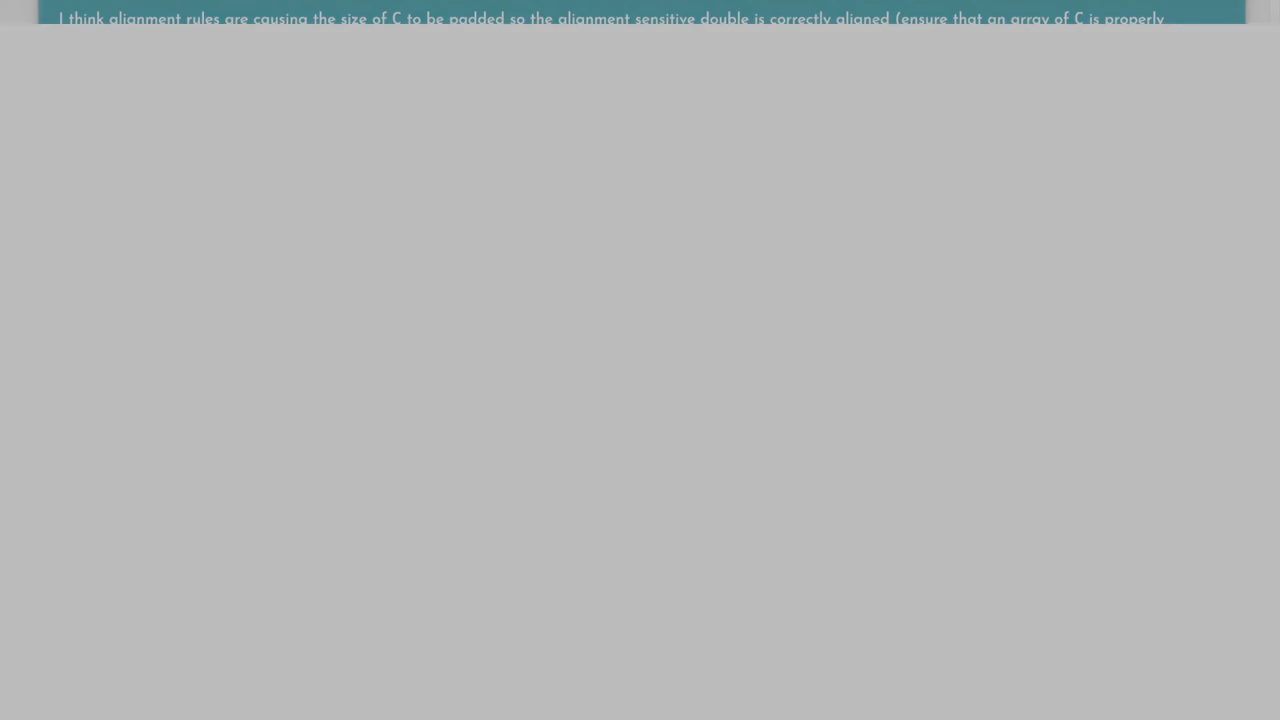 I think alignment rules are causing the size of C to be padded so the alignment sensitive double is correctly aligned (ensure that an array of C is properly